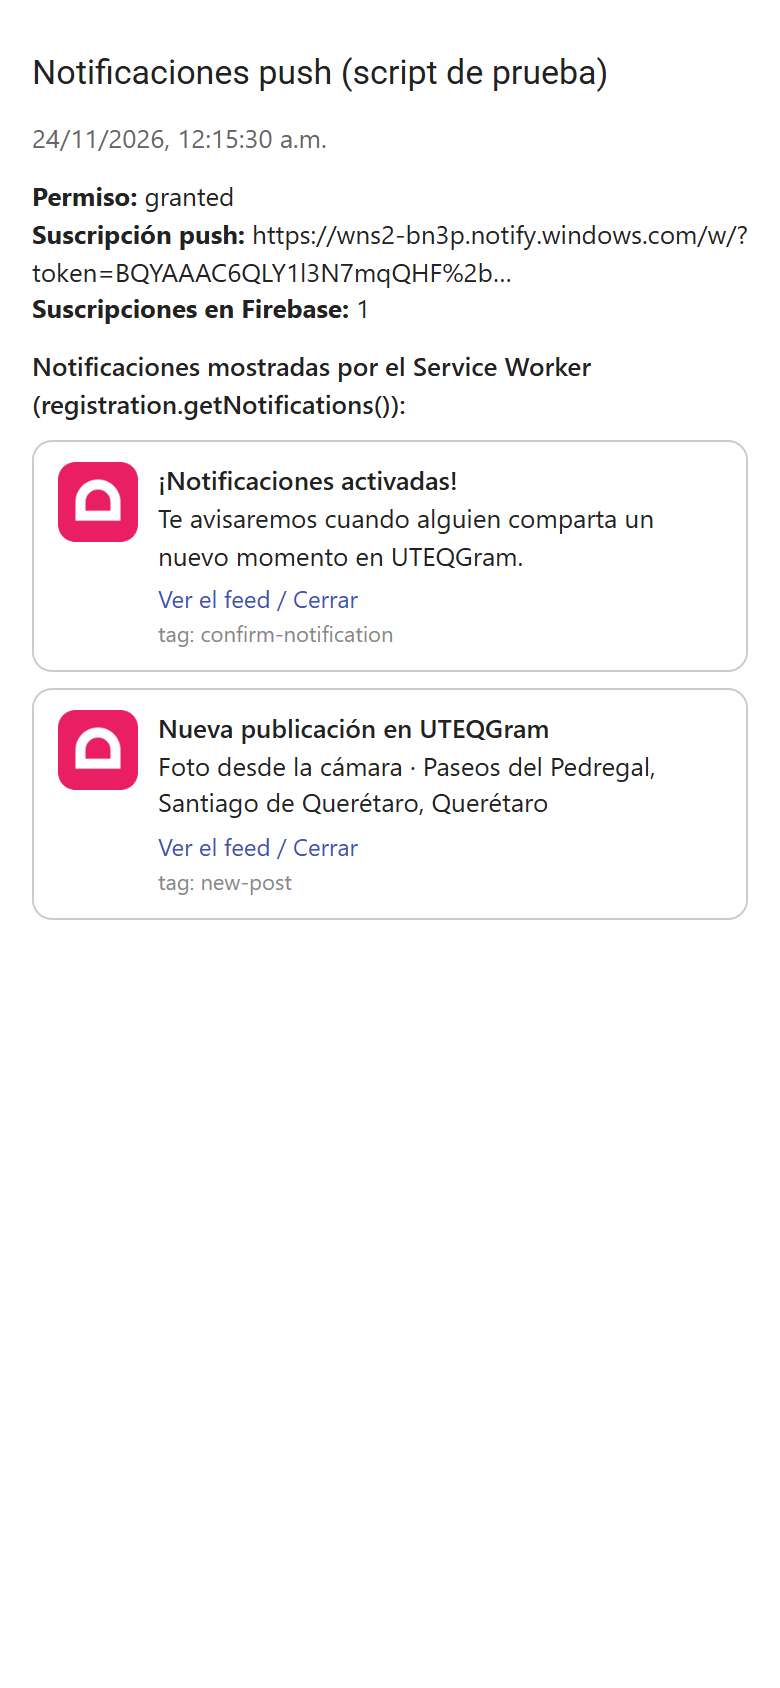 Notificaciones push (script de prueba)
24/11/2026, 12:15:30 a.m.
Permiso: granted
Suscripción push: https://wns2-bn3p.notify.windows.com/w/?
token=BQYAAAC6QLY1l3N7mqQHF%2b...
Suscripciones en Firebase: 1
Notificaciones mostradas por el Service Worker
(registration.getNotifications()):
¡Notificaciones activadas!
Te avisaremos cuando alguien comparta un
nuevo momento en UTEQGram.
Ver el feed / Cerrar
tag: confirm-notification
Nueva publicación en UTEQGram
Foto desde la cámara · Paseos del Pedregal,
Santiago de Querétaro, Querétaro
Ver el feed / Cerrar
tag: new-post